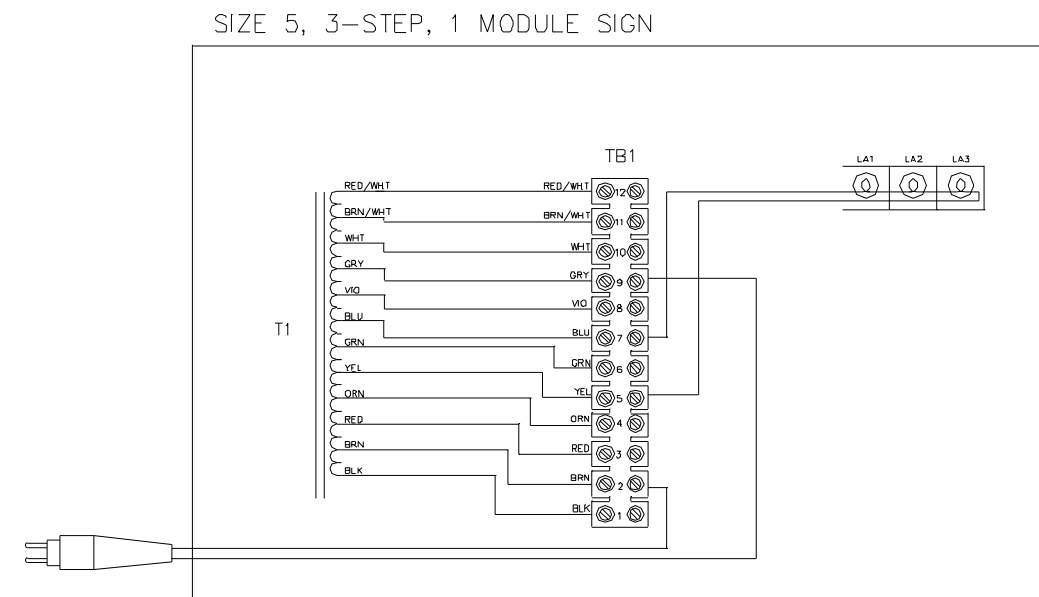 SIZE 5, 3-STEP, 1 MODULE SIGN
TB1
LA1 LA2 LA3
RED/WHT RED/WHT 12
BRN/WHT BRN/WHT 11
WHT WHT 10
GRY GRY 9
VIO VIO 8
BLU BLU 7
T1
GRN GRN 6
YEL YEL 5
ORN ORN 4
RED RED 3
BRN BRN 2
BLK BLK 1